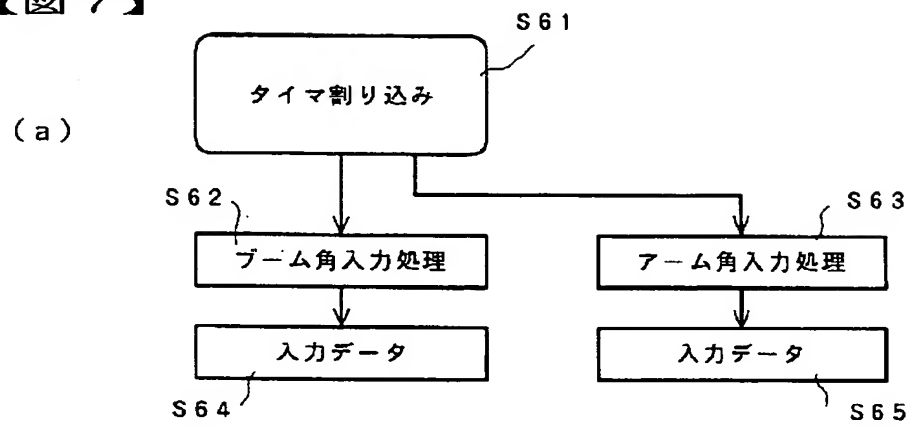 【図7】
S61
タイマ割り込み
(a)
S62
S63
ブーム角入力処理
アーム角入力処理
入力データ
入力データ
S64
S65